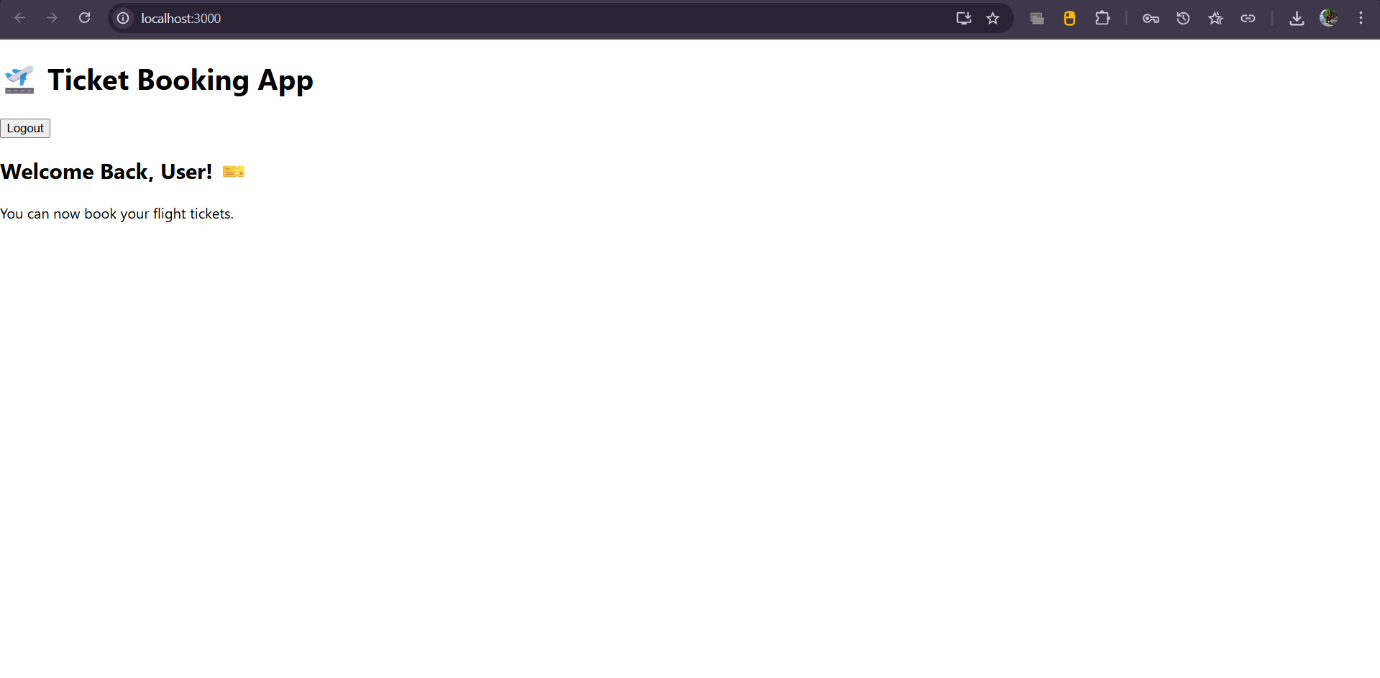 localhost:3000
Ticket Booking App
Logout
Welcome Back, User!
You can now book your flight tickets.